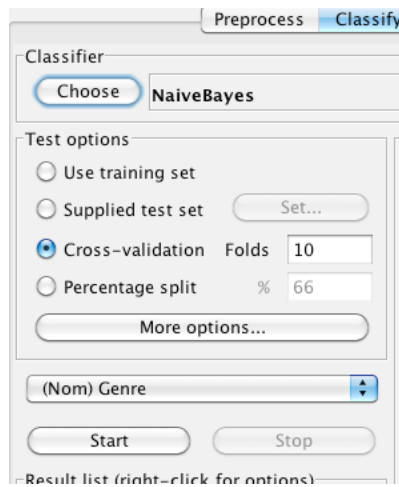 Preprocess Classify
Classifier
Choose NaiveBayes
Test options
Use training set
Supplied test set Set...
Cross-validation Folds 10
Percentage split % 66
More options...
(Nom) Genre
Start Stop
Result list (right-click for options)